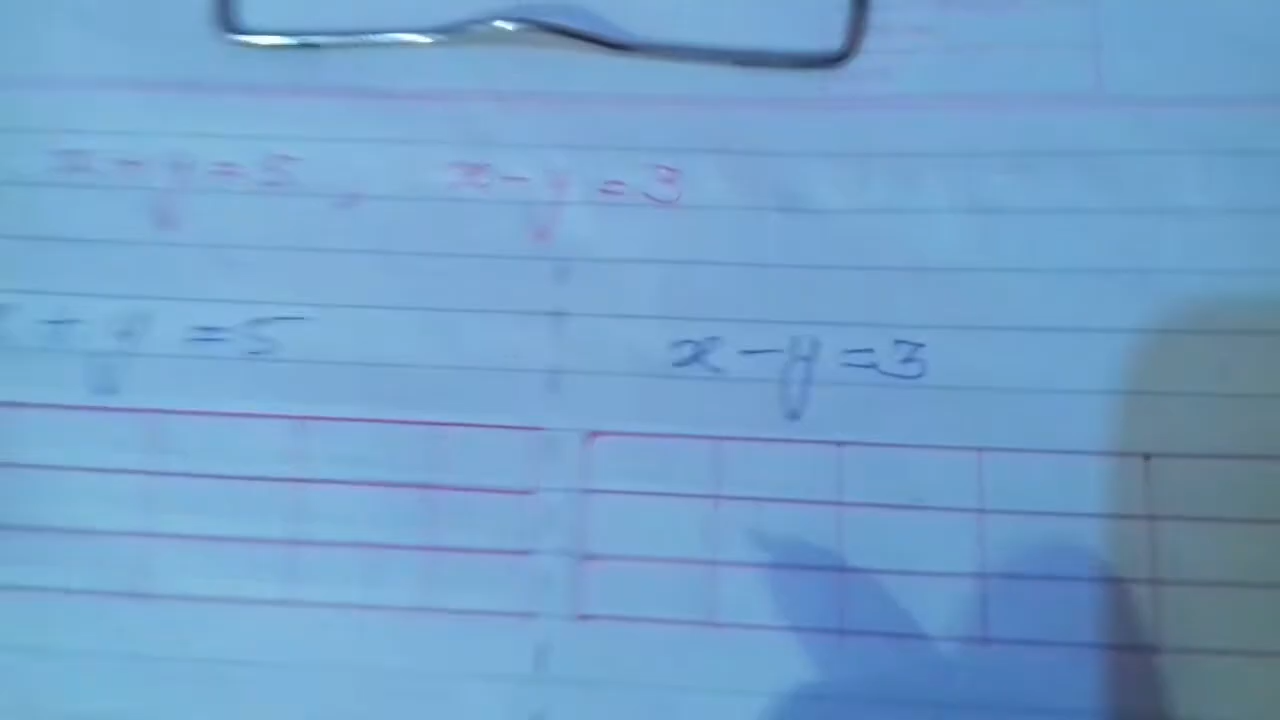 x - y = 5 , x - y = 3
x + y = 5 x - y = 3